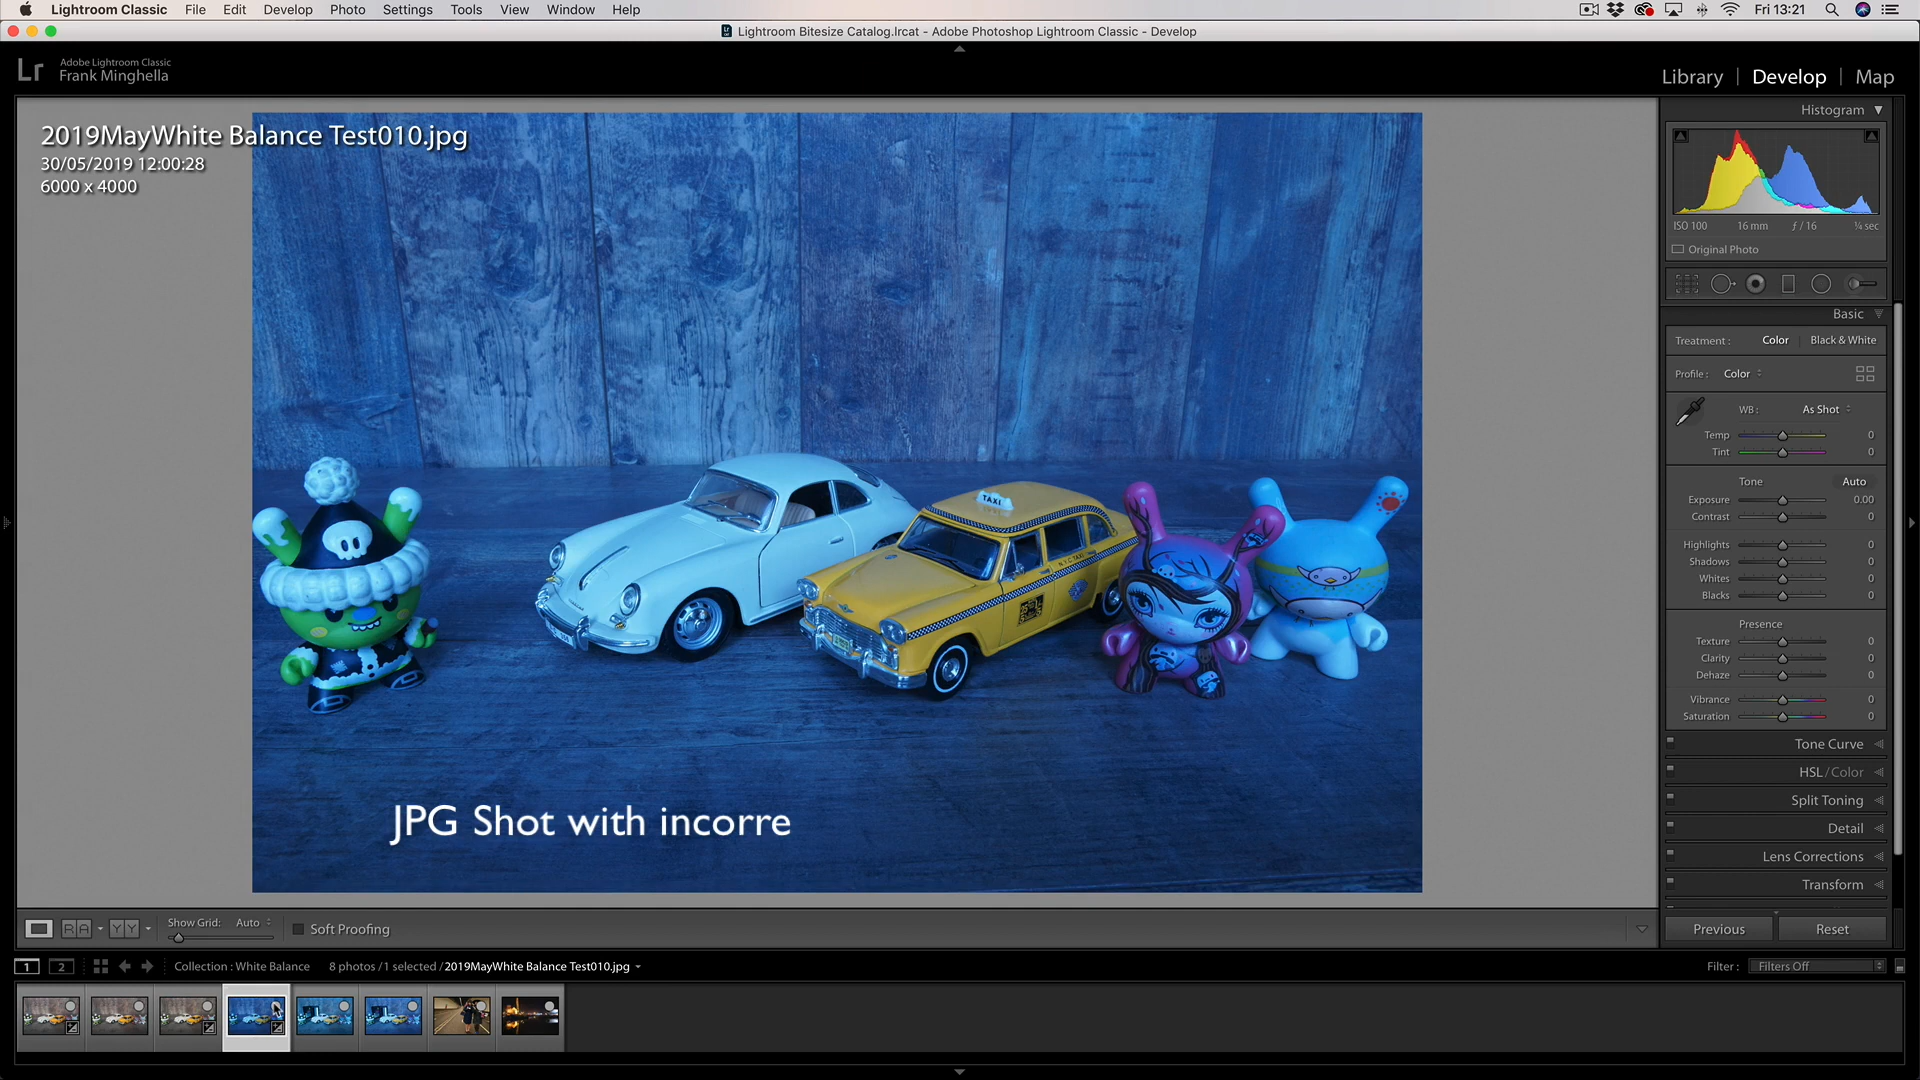 Lightroom Classic File Edit Develop Photo Settings Tools View Window Help Fri 13:21
Lightroom Bitesize Catalog.lrcat - Adobe Photoshop Lightroom Classic - Develop
Lr Adobe Lightroom Classic
Frank Minghella
Library | Develop | Map
2019MayWhite Balance Test010.jpg
30/05/2019 12:00:28
6000 x 4000
Histogram
ISO 100 16 mm ƒ / 16 ¼ sec
Original Photo
Basic
Treatment : Color Black & White
Profile : Color
WB : As Shot
Temp 0
Tint 0
Tone Auto
Exposure 0.00
Contrast 0
Highlights 0
Shadows 0
Whites 0
Blacks 0
Presence
Texture 0
Clarity 0
Dehaze 0
Vibrance 0
Saturation 0
Tone Curve
HSL / Color
Split Toning
Detail
Lens Corrections
Transform
Previous Reset
TAXI
JPG Shot with incorre
R A Y Y Show Grid: Auto Soft Proofing
1 2 Collection : White Balance 8 photos / 1 selected / 2019MayWhite Balance Test010.jpg Filter : Filters Off